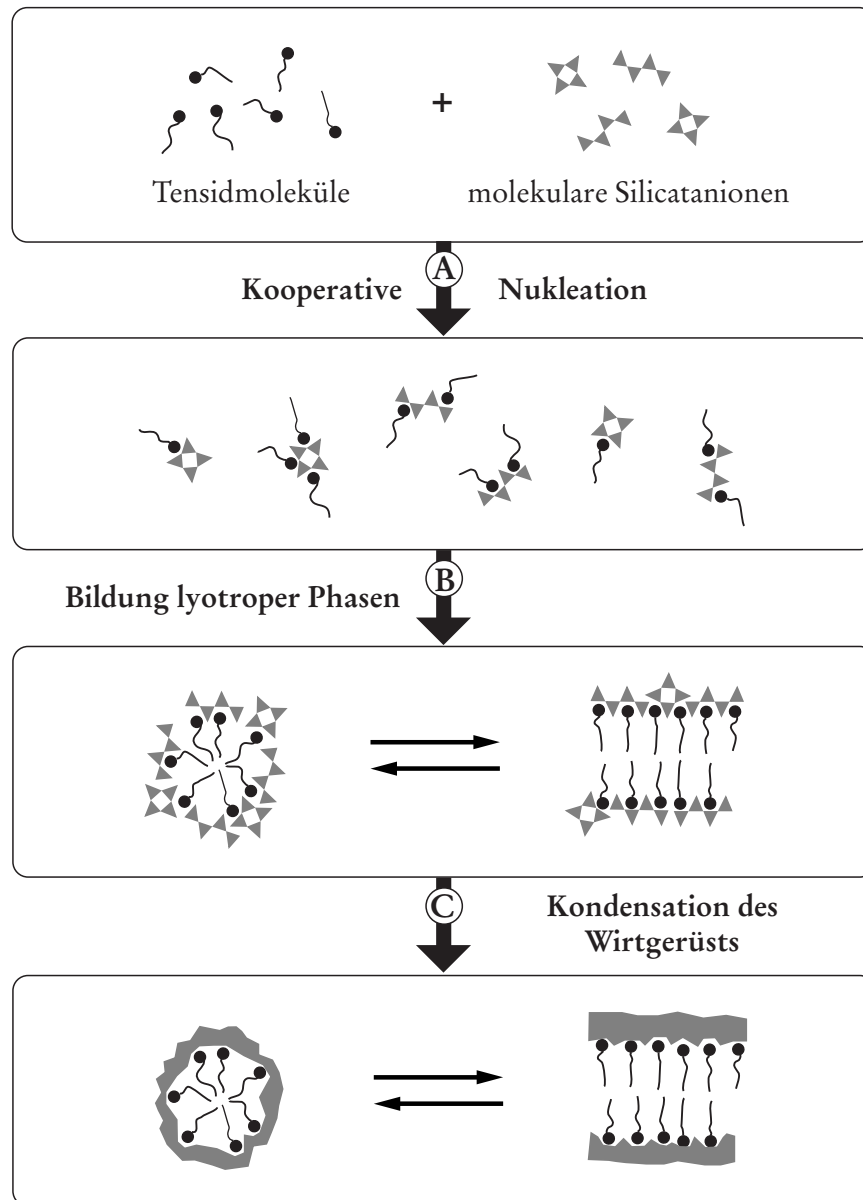 +
Tensidmoleküle molekulare Silicatanionen
A
Kooperative Nukleation
B
Bildung lyotroper Phasen
C
Kondensation des
Wirtgerüsts